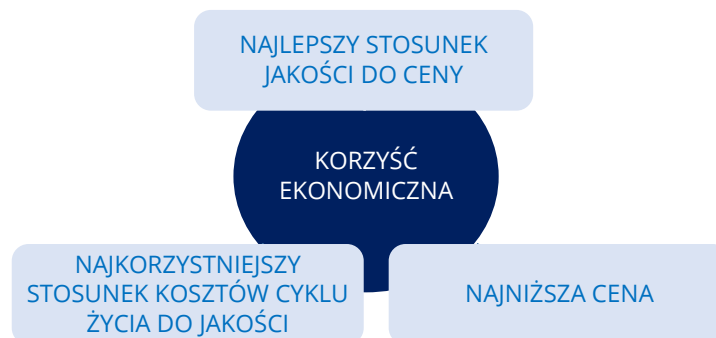 NAJLEPSZY STOSUNEK
JAKOŚCI DO CENY
KORZYŚĆ
EKONOMICZNA
NAJKORZYSTNIEJSZY
STOSUNEK KOSZTÓW CYKLU
ŻYCIA DO JAKOŚCI
NAJNIŻSZA CENA